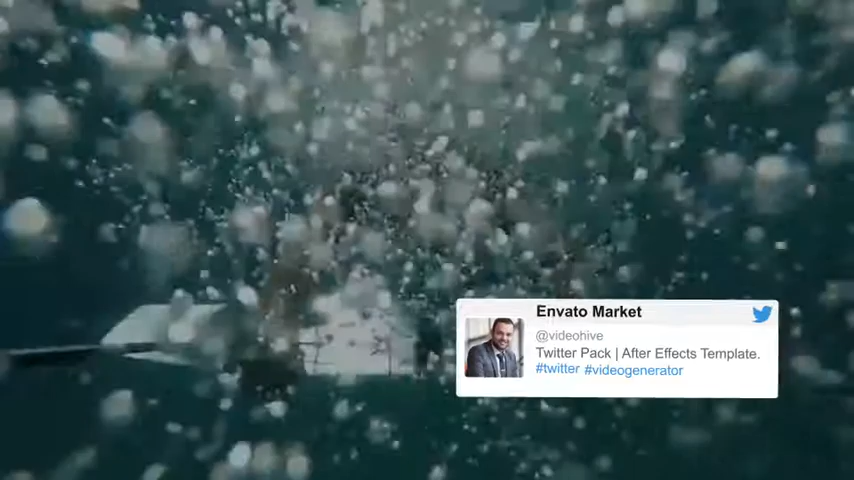 Envato Market
@videohive
Twitter Pack | After Effects Template.
#twitter #videogenerator